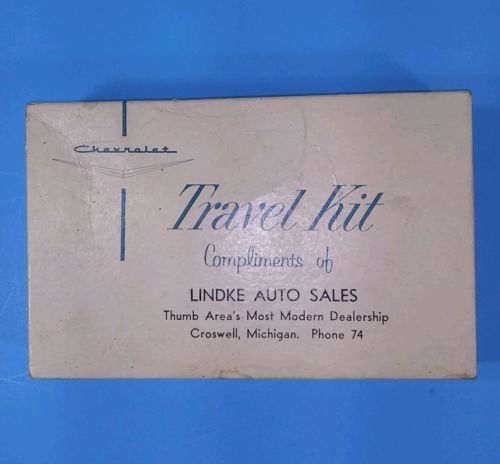 Chevrolet
Travel Kit
Compliments of
LINDKE AUTO SALES
Thumb Area's Most Modern Dealership
Croswell, Michigan. Phone 74